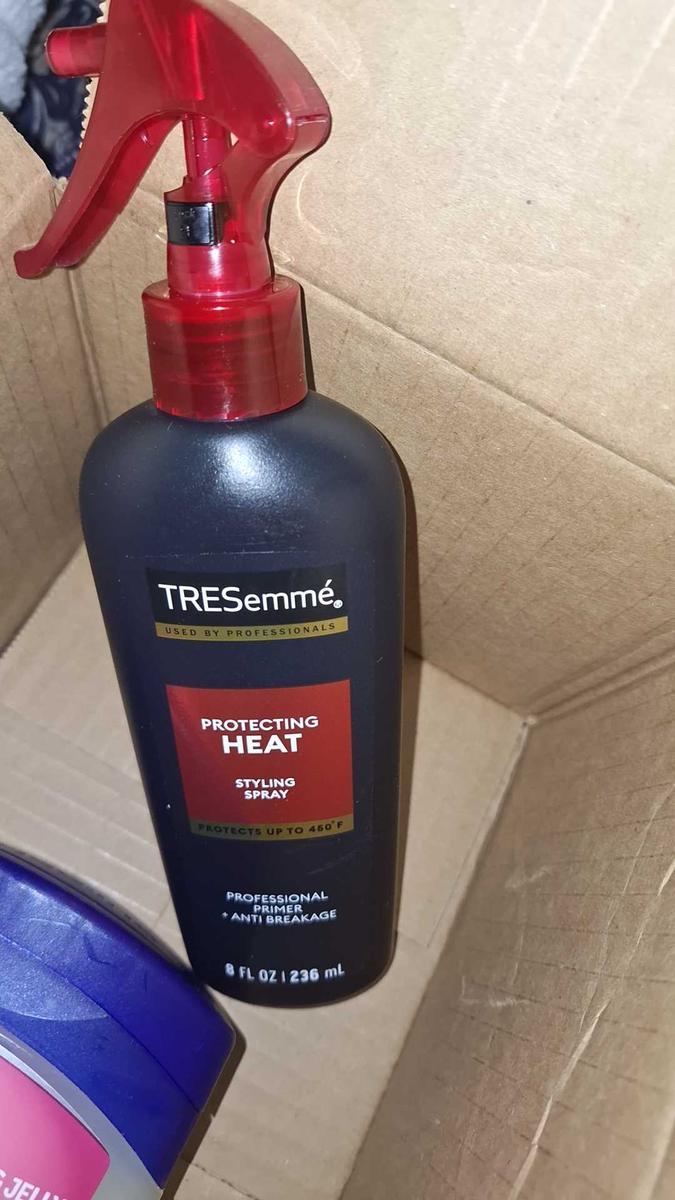 TRESemmé®
USED BY PROFESSIONALS
PROTECTING
HEAT
STYLING
SPRAY
PROTECTS UP TO 450°F
PROFESSIONAL
PRIMER
+ ANTI BREAKAGE
8 FL OZ | 236 mL
JELLY